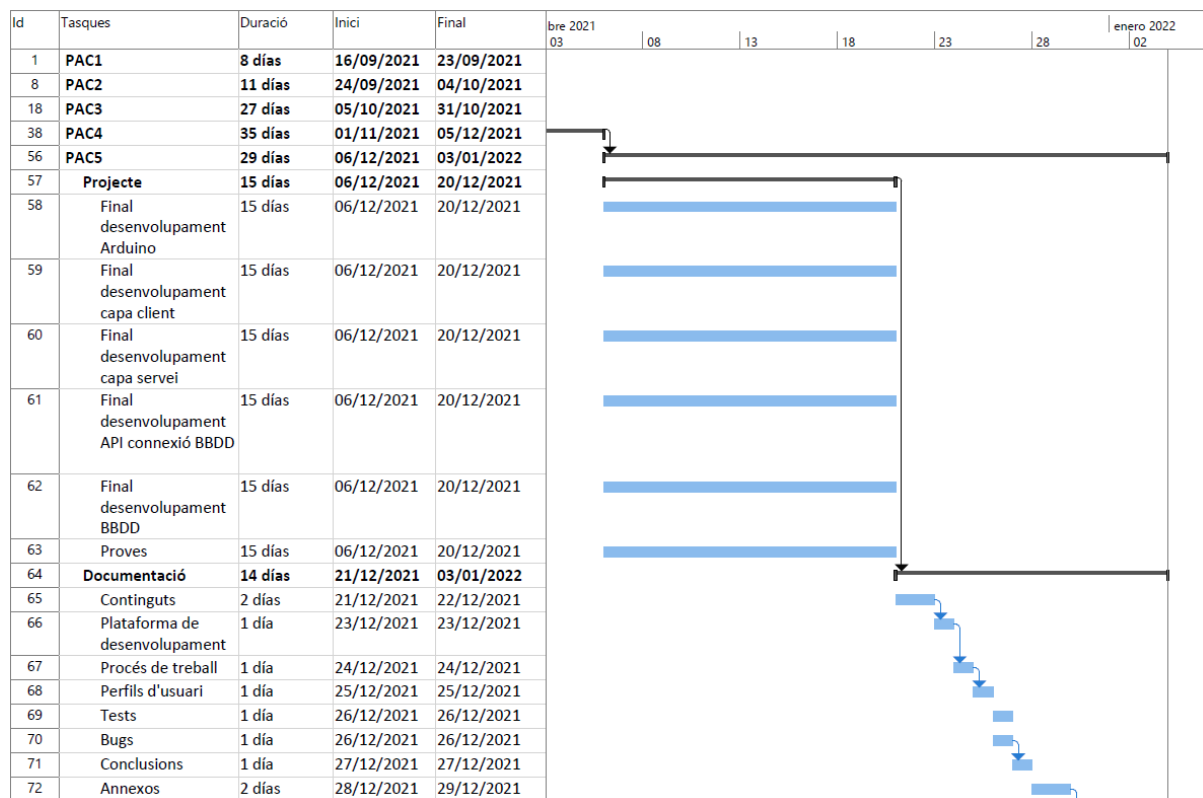 Id Tasques Duració Inici Final bre 2021 enero 2022
03 08 13 18 23 28 02
1 PAC1 8 días 16/09/2021 23/09/2021
8 PAC2 11 días 24/09/2021 04/10/2021
18 PAC3 27 días 05/10/2021 31/10/2021
38 PAC4 35 días 01/11/2021 05/12/2021
56 PAC5 29 días 06/12/2021 03/01/2022
57 Projecte 15 días 06/12/2021 20/12/2021
58 Final 15 días 06/12/2021 20/12/2021
desenvolupament
Arduino
59 Final 15 días 06/12/2021 20/12/2021
desenvolupament
capa client
60 Final 15 días 06/12/2021 20/12/2021
desenvolupament
capa servei
61 Final 15 días 06/12/2021 20/12/2021
desenvolupament
API connexió BBDD
62 Final 15 días 06/12/2021 20/12/2021
desenvolupament
BBDD
63 Proves 15 días 06/12/2021 20/12/2021
64 Documentació 14 días 21/12/2021 03/01/2022
65 Continguts 2 días 21/12/2021 22/12/2021
66 Plataforma de 1 día 23/12/2021 23/12/2021
desenvolupament
67 Procés de treball 1 día 24/12/2021 24/12/2021
68 Perfils d'usuari 1 día 25/12/2021 25/12/2021
69 Tests 1 día 26/12/2021 26/12/2021
70 Bugs 1 día 26/12/2021 26/12/2021
71 Conclusions 1 día 27/12/2021 27/12/2021
72 Annexos 2 días 28/12/2021 29/12/2021